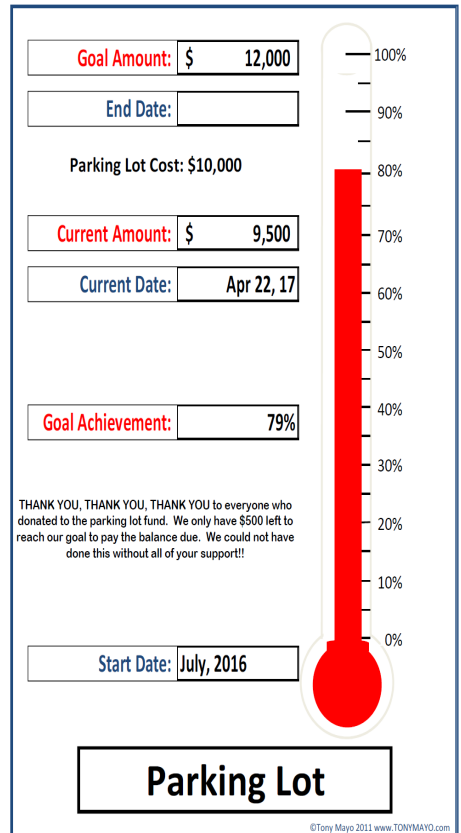 Goal Amount: $ 12,000
End Date:
Parking Lot Cost: $10,000
Current Amount: $ 9,500
Current Date: Apr 22, 17
Goal Achievement: 79%
THANK YOU, THANK YOU, THANK YOU to everyone who
donated to the parking lot fund.  We only have $500 left to
reach our goal to pay the balance due.  We could not have
done this without all of your support!!
Start Date: July, 2016
100%
90%
80%
70%
60%
50%
40%
30%
20%
10%
0%
Parking Lot
©Tony Mayo 2011 www.TONYMAYO.com